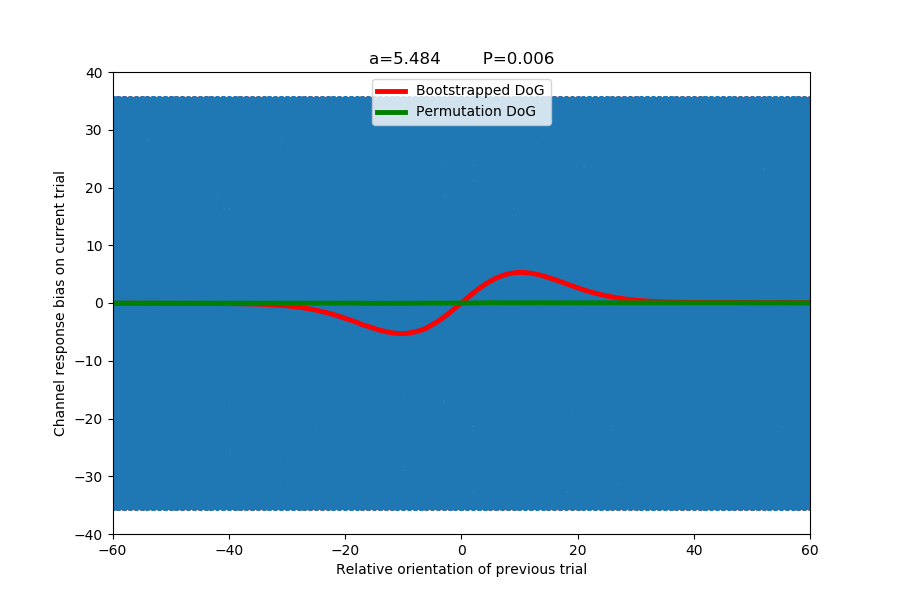 a=5.484 P=0.006
Bootstrapped DoG
Permutation DoG
Channel response bias on current trial
40
30
20
10
0
−10
−20
−30
−40
−60 −40 −20 0 20 40 60
Relative orientation of previous trial